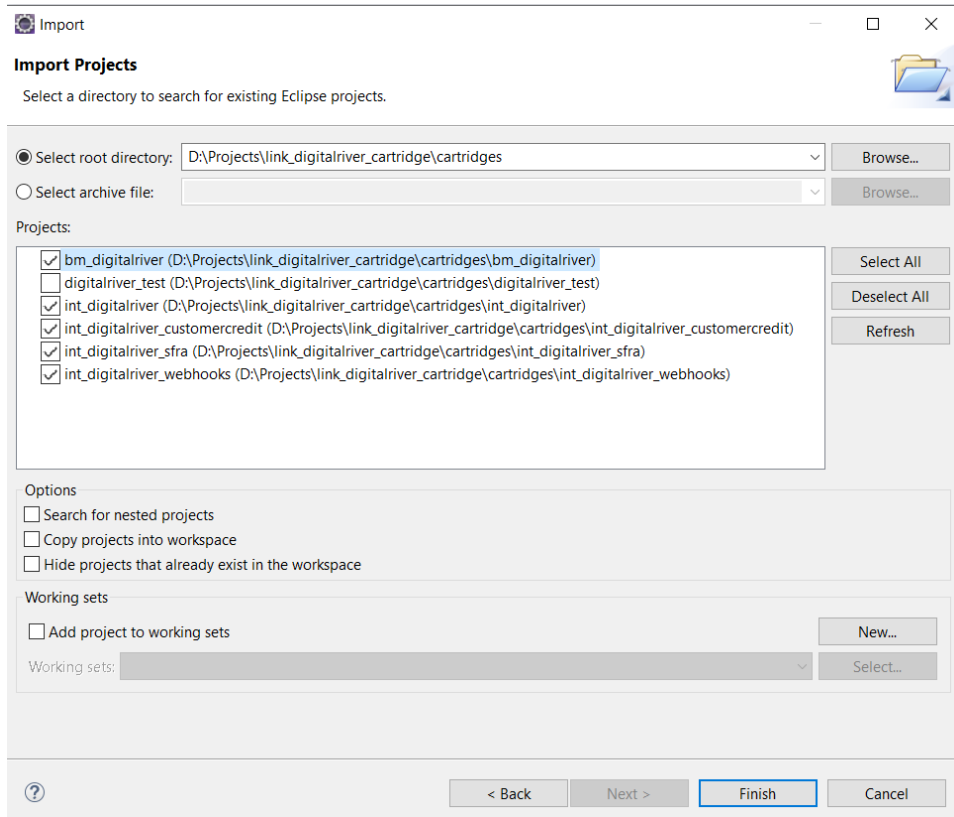 Import
Import Projects
Select a directory to search for existing Eclipse projects.
Select root directory: D:\Projects\link_digitalriver_cartridge\cartridges Browse...
Select archive file: Browse...
Projects:
bm_digitalriver (D:\Projects\link_digitalriver_cartridge\cartridges\bm_digitalriver)
digitalriver_test (D:\Projects\link_digitalriver_cartridge\cartridges\digitalriver_test)
int_digitalriver (D:\Projects\link_digitalriver_cartridge\cartridges\int_digitalriver)
int_digitalriver_customercredit (D:\Projects\link_digitalriver_cartridge\cartridges\int_digitalriver_customercredit)
int_digitalriver_sfra (D:\Projects\link_digitalriver_cartridge\cartridges\int_digitalriver_sfra)
int_digitalriver_webhooks (D:\Projects\link_digitalriver_cartridge\cartridges\int_digitalriver_webhooks)
Select All
Deselect All
Refresh
Options
Search for nested projects
Copy projects into workspace
Hide projects that already exist in the workspace
Working sets
Add project to working sets New...
Working sets: Select...
? < Back Next > Finish Cancel